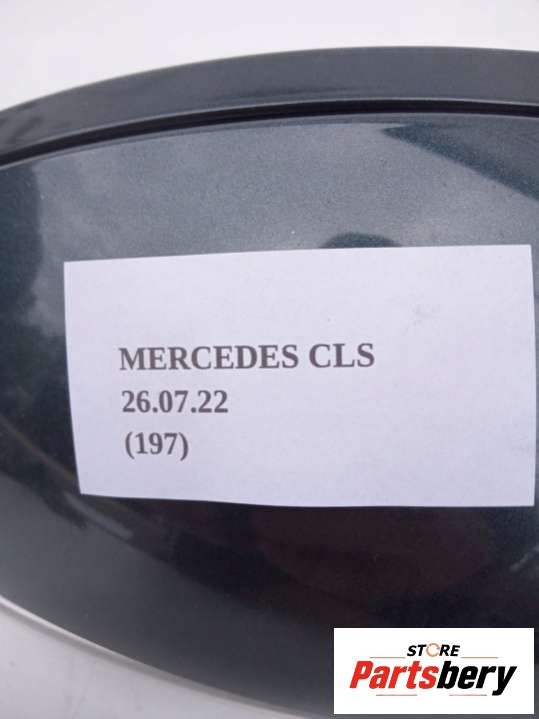 MERCEDES CLS
26.07.22
(197)
STORE
Partsbery